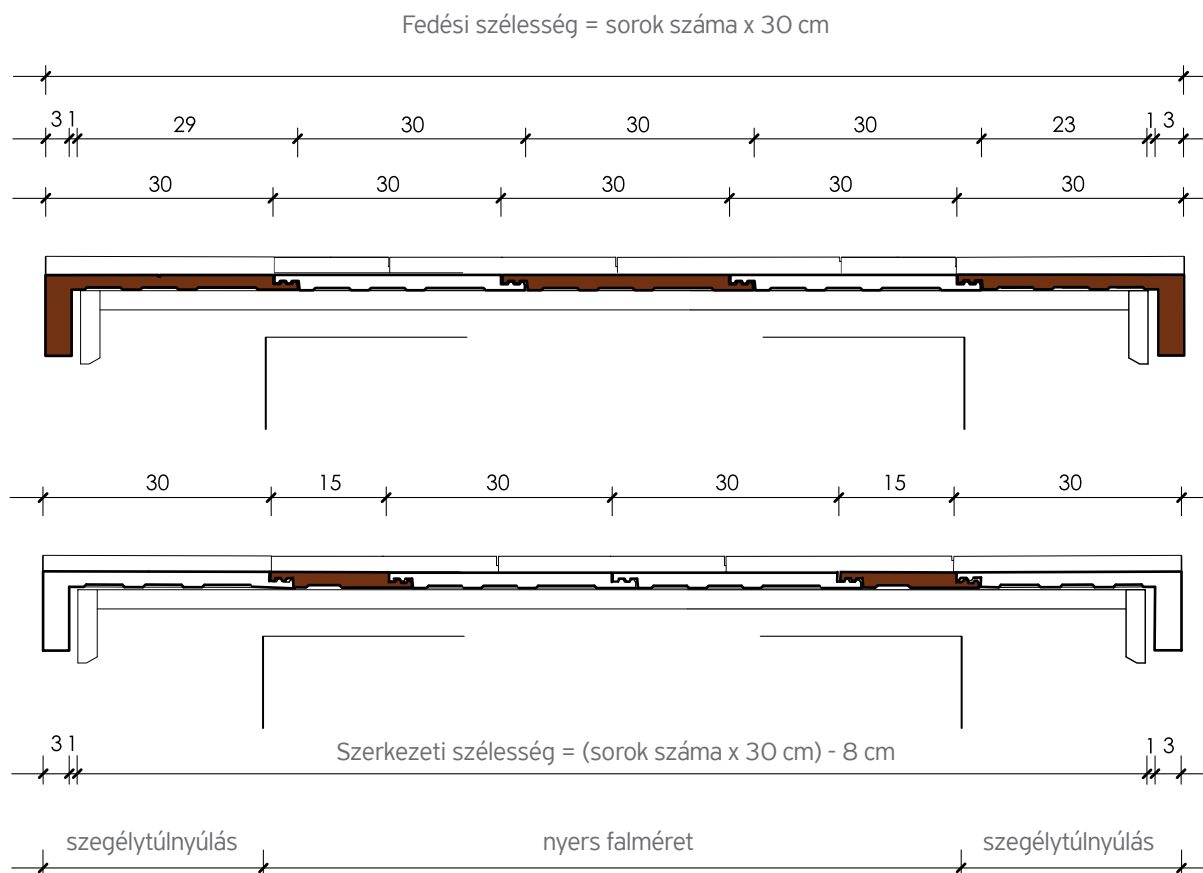 Fedési szélesség = sorok száma x 30 cm
3 1 29 30 30 30 23 1 3
30 30 30 30 30
30 15 30 30 15 30
3 1 Szerkezeti szélesség = (sorok száma x 30 cm) - 8 cm 1 3
szegélytúlnyúlás nyers falméret szegélytúlnyúlás